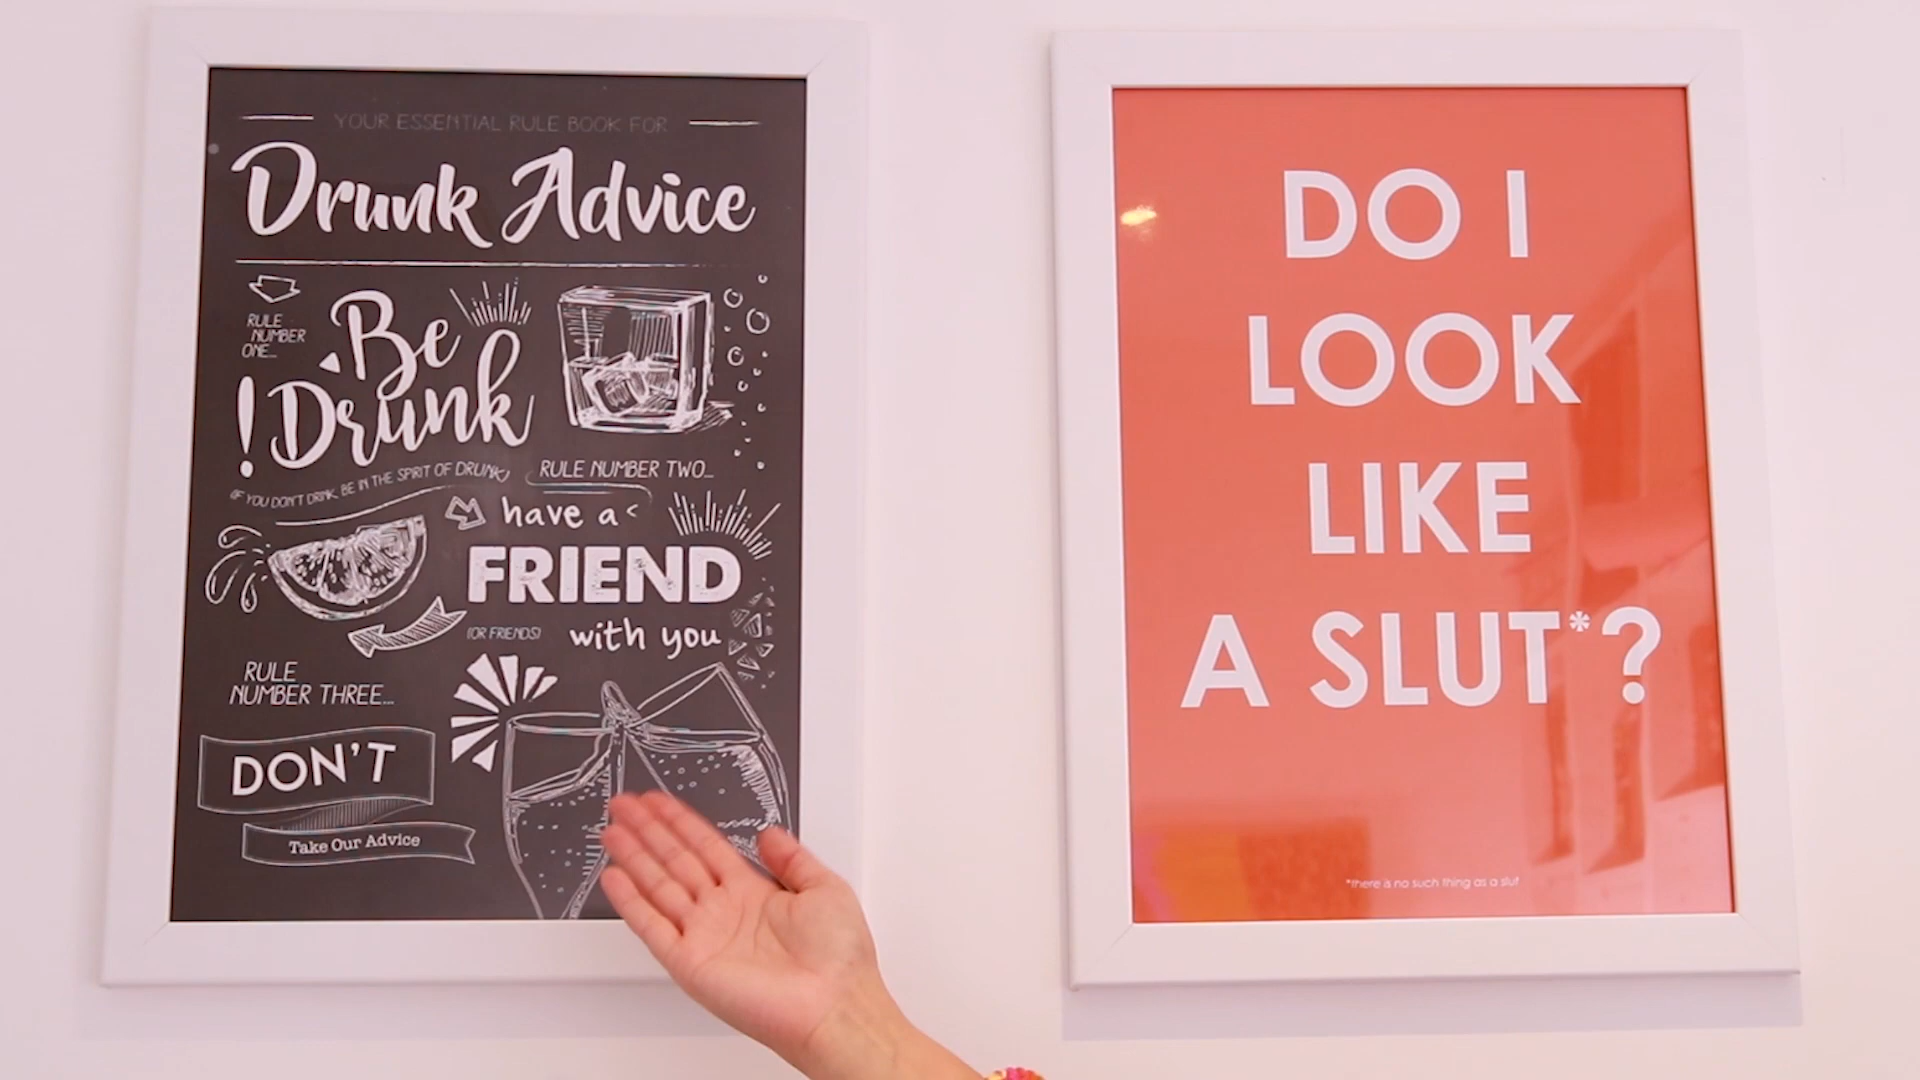 YOUR ESSENTIAL RULE BOOK FOR
Drunk Advice
RULE
NUMBER
ONE...
Be
Drunk!
(IF YOU DON'T DRINK, BE IN THE SPIRIT OF DRUNK)
RULE NUMBER TWO...
have a
FRIEND
(OR FRIENDS)
with you
RULE
NUMBER THREE...
DON'T
Take Our Advice
DO I
LOOK
LIKE
A SLUT*?
*there is no such thing as a slut